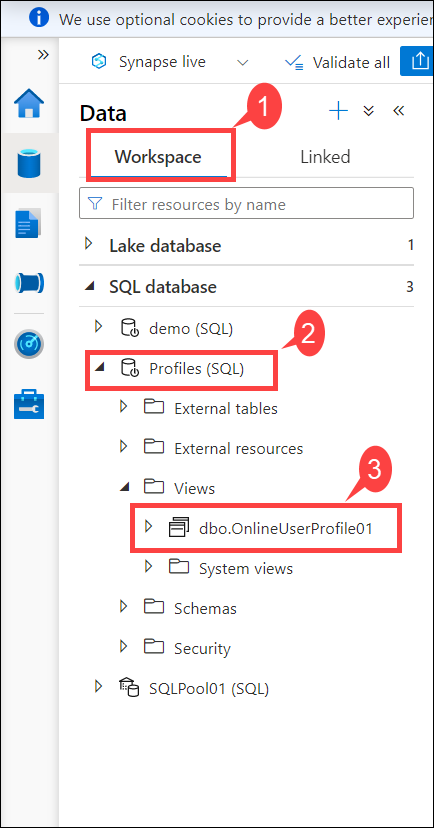 We use optional cookies to provide a better experien
Synapse live
Validate all
Data
1
Workspace
Linked
Filter resources by name
Lake database 1
SQL database 3
demo (SQL)
2
Profiles (SQL)
External tables
External resources
3
Views
dbo.OnlineUserProfile01
System views
Schemas
Security
SQLPool01 (SQL)